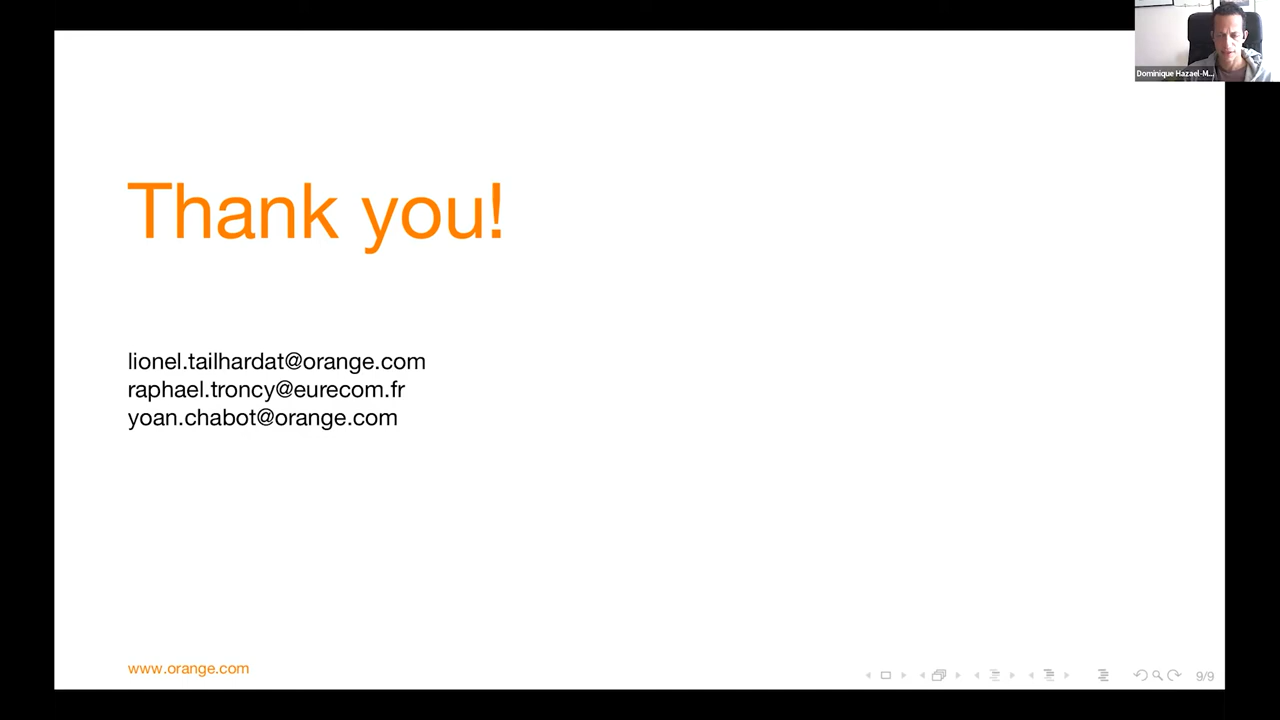 Dominique Hazael-M...
Thank you!
lionel.tailhardat@orange.com
raphael.troncy@eurecom.fr
yoan.chabot@orange.com
www.orange.com
9/9